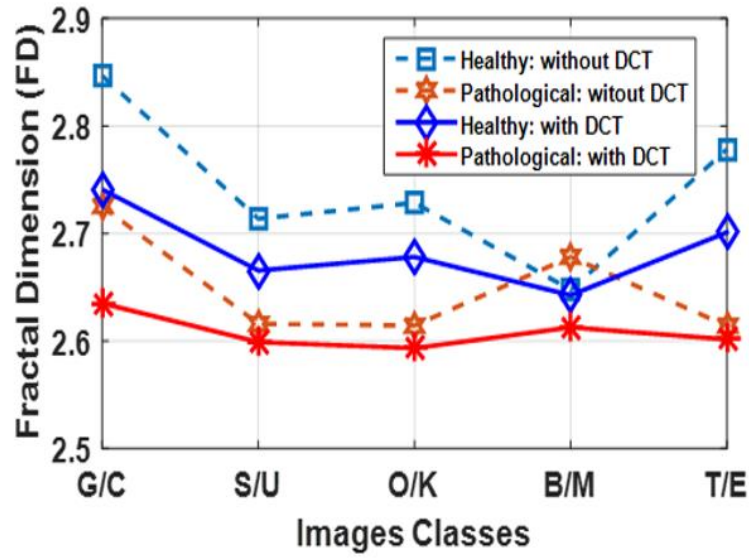 Fractal Dimension (FD)
2.9
2.8
2.7
2.6
2.5
Healthy: without DCT
Pathological: witout DCT
Healthy: with DCT
Pathological: with DCT
G/C S/U O/K B/M T/E
Images Classes